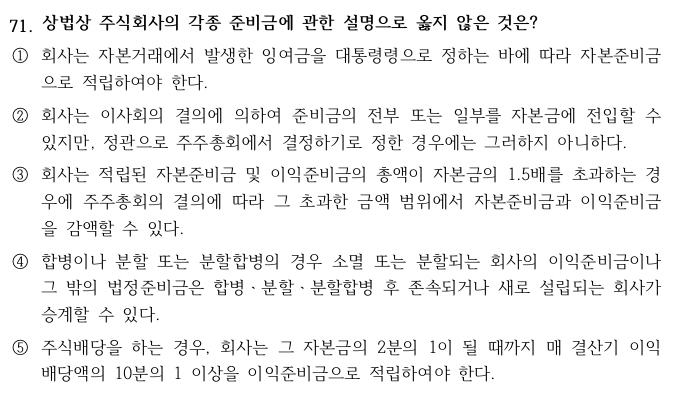 71. 상법상 주식회사의 각종 준비금에 관한 설명으로 옳지 않은 것은?
① 회사는 자본거래에서 발생한 잉여금을 대통령령으로 정하는 바에 따라 자본준비금
으로 적립하여야 한다.
② 회사는 이사회의 결의에 의하여 준비금의 전부 또는 일부를 자본금에 전입할 수
있지만, 정관으로 주주총회에서 결정하기로 정한 경우에는 그러하지 아니하다.
③ 회사는 적립된 자본준비금 및 이익준비금의 총액이 자본금의 1.5배를 초과하는 경
우에 주주총회의 결의에 따라 그 초과한 금액 범위에서 자본준비금과 이익준비금
을 감액할 수 있다.
④ 합병이나 분할 또는 분할합병의 경우 소멸 또는 분할되는 회사의 이익준비금이나
그 밖의 법정준비금은 합병ㆍ분할ㆍ분할합병 후 존속되거나 새로 설립되는 회사가
승계할 수 있다.
⑤ 주식배당을 하는 경우, 회사는 그 자본금의 2분의 1이 될 때까지 매 결산기 이익
배당액의 10분의 1 이상을 이익준비금으로 적립하여야 한다.